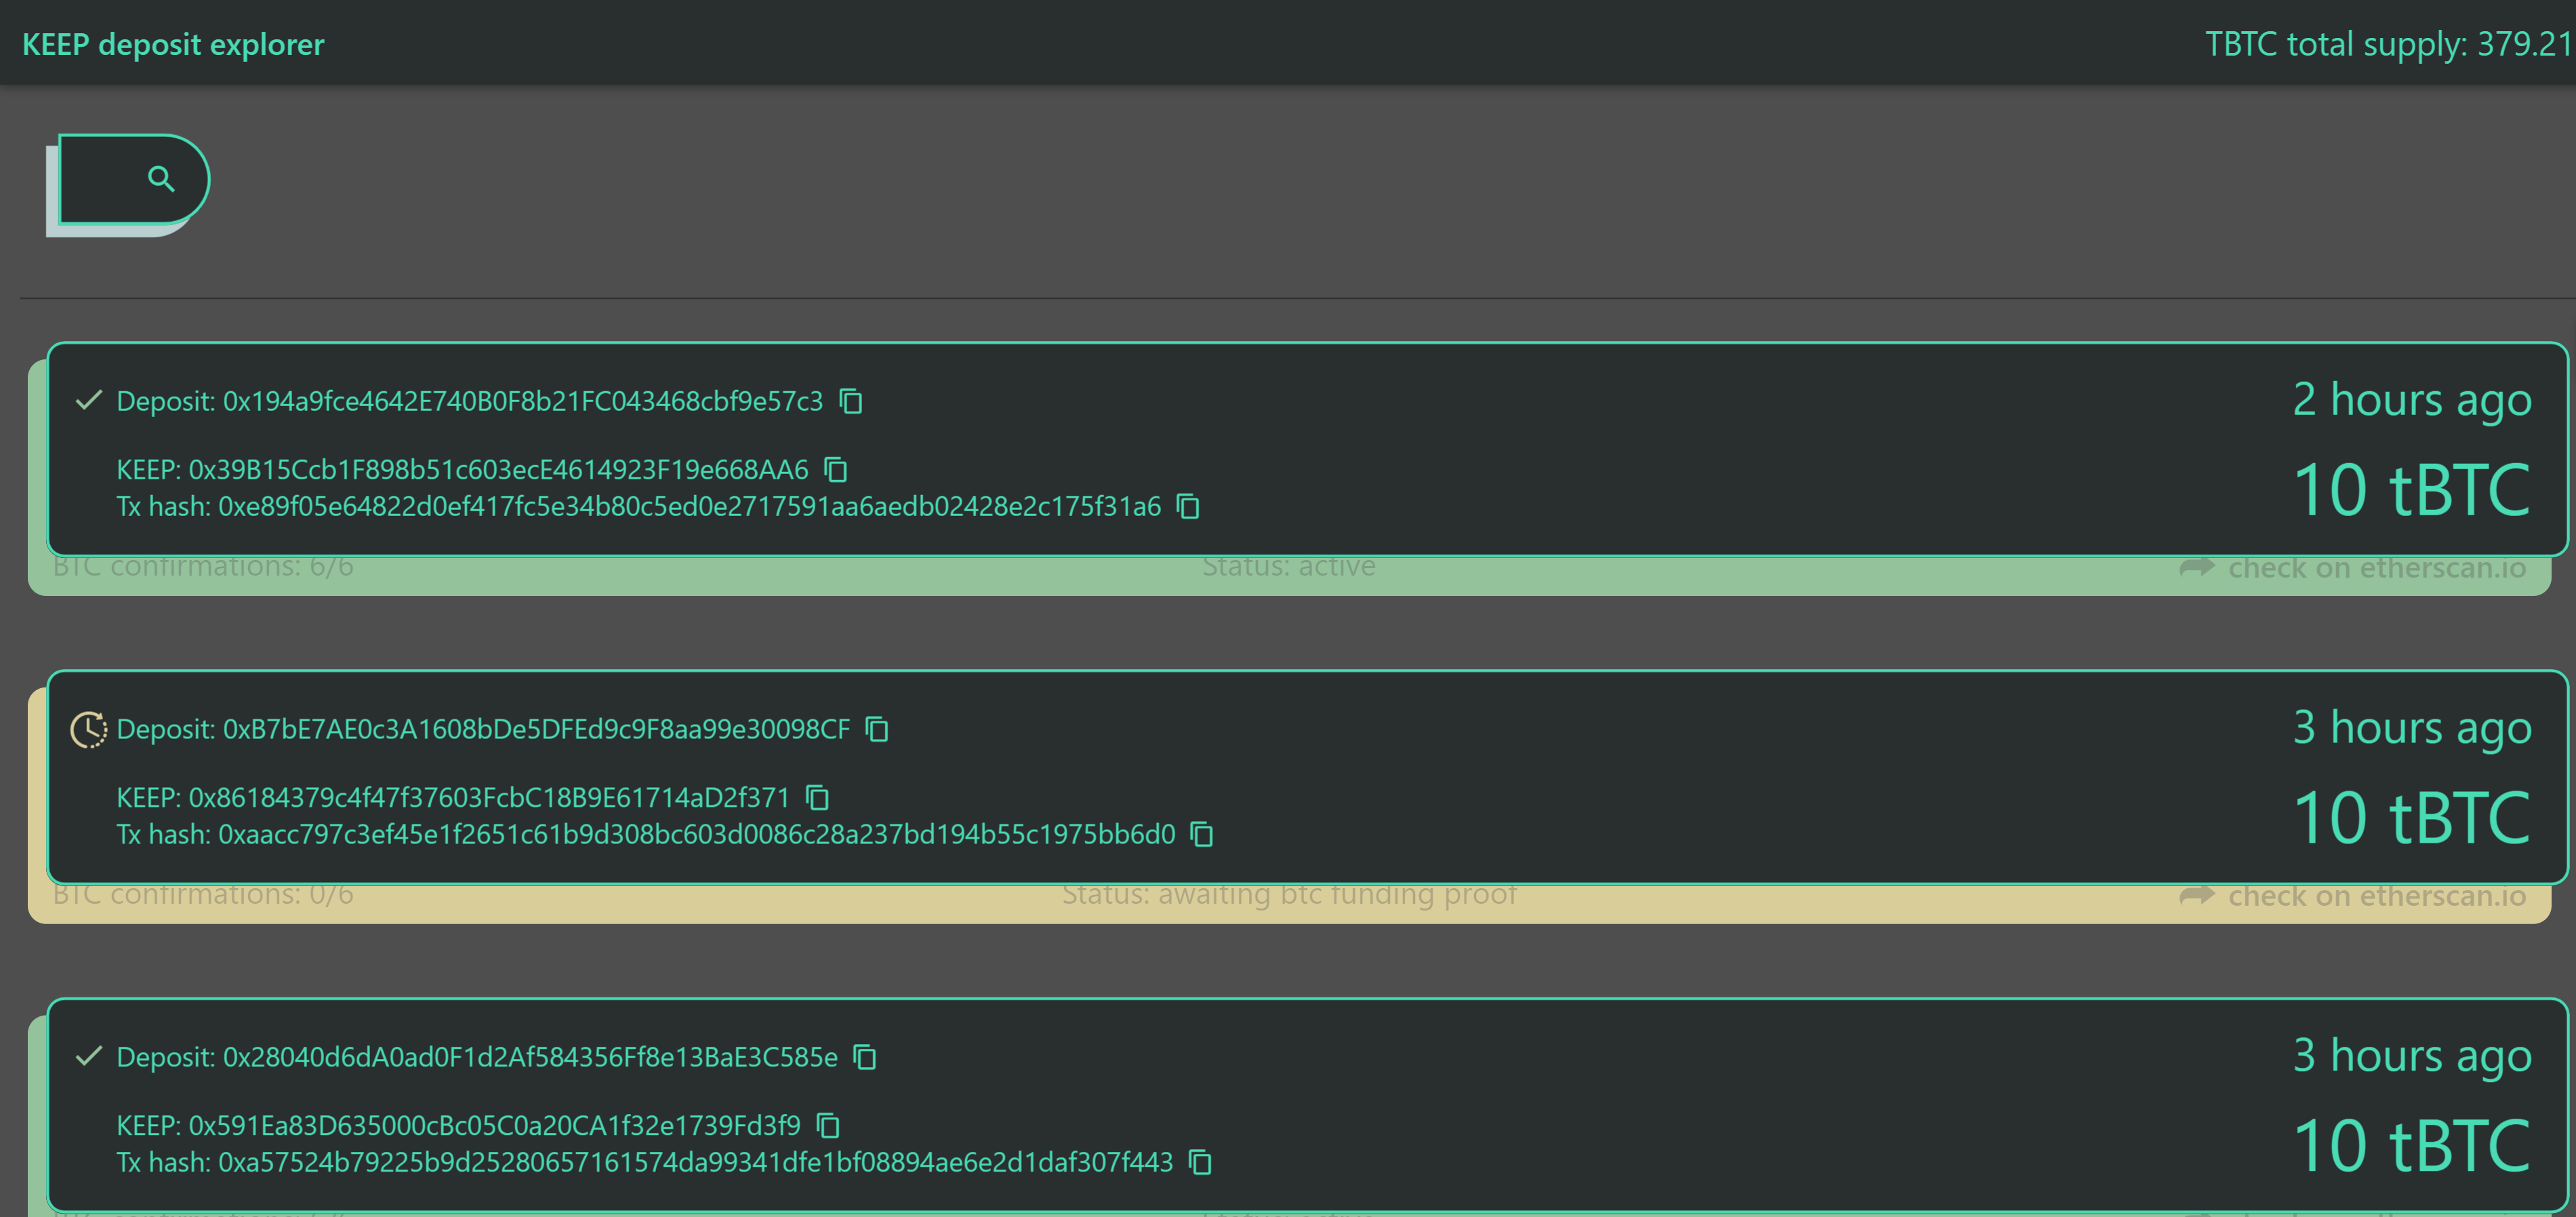 KEEP deposit explorer
TBTC total supply: 379.21
Deposit: 0x194a9fce4642E740B0F8b21FC043468cbf9e57c3
2 hours ago
KEEP: 0x39B15Ccb1F898b51c603ecE4614923F19e668AA6
Tx hash: 0xe89f05e64822d0ef417fc5e34b80c5ed0e2717591aa6aedb02428e2c175f31a6
10 tBTC
BTC confirmations: 6/6
Status: active
check on etherscan.io
Deposit: 0xB7bE7AE0c3A1608bDe5DFEd9c9F8aa99e30098CF
3 hours ago
KEEP: 0x86184379c4f47f37603FcbC18B9E61714aD2f371
Tx hash: 0xaacc797c3ef45e1f2651c61b9d308bc603d0086c28a237bd194b55c1975bb6d0
10 tBTC
BTC confirmations: 0/6
Status: awaiting btc funding proof
check on etherscan.io
Deposit: 0x28040d6dA0ad0F1d2Af584356Ff8e13BaE3C585e
3 hours ago
KEEP: 0x591Ea83D635000cBc05C0a20CA1f32e1739Fd3f9
Tx hash: 0xa57524b79225b9d25280657161574da99341dfe1bf08894ae6e2d1daf307f443
10 tBTC